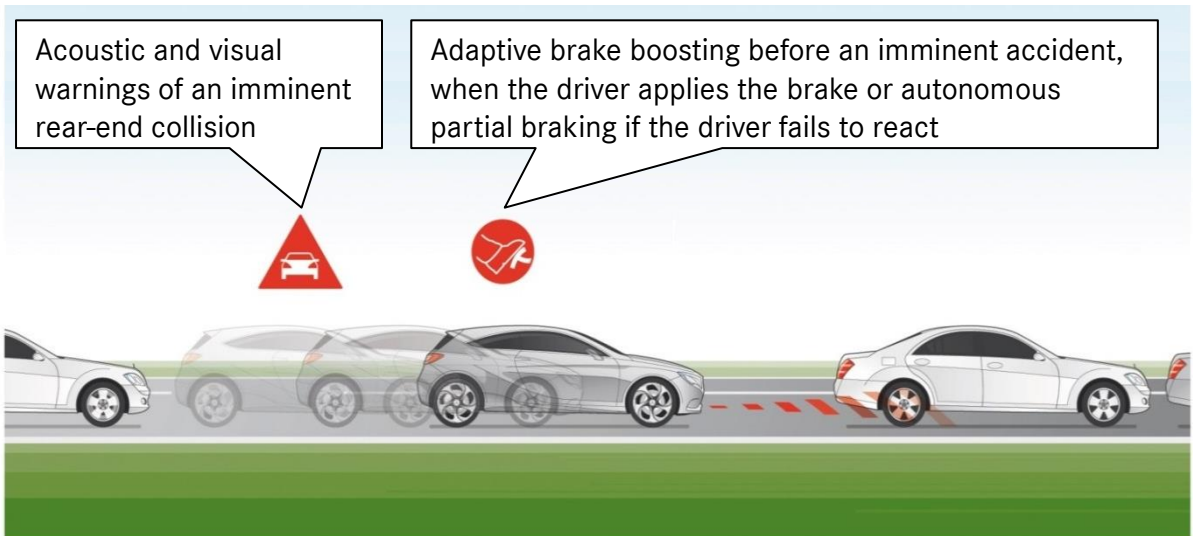 Acoustic and visual
warnings of an imminent
rear-end collision
Adaptive brake boosting before an imminent accident,
when the driver applies the brake or autonomous
partial braking if the driver fails to react